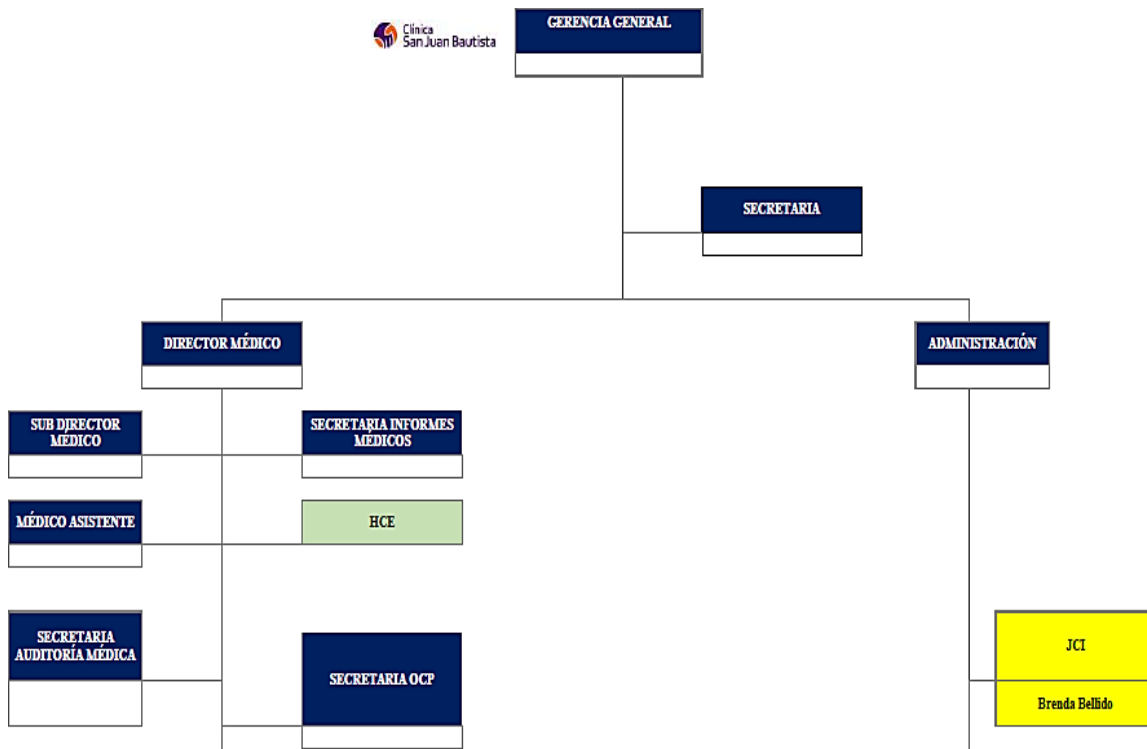 Clínica
San Juan Bautista
GERENCIA GENERAL
SECRETARIA
DIRECTOR MÉDICO
ADMINISTRACIÓN
SUB DIRECTOR
MÉDICO
SECRETARIA INFORMES
MÉDICOS
MÉDICO ASISTENTE
HCE
SECRETARIA
AUDITORÍA MÉDICA
SECRETARIA OCP
JCI
Brenda Bellido